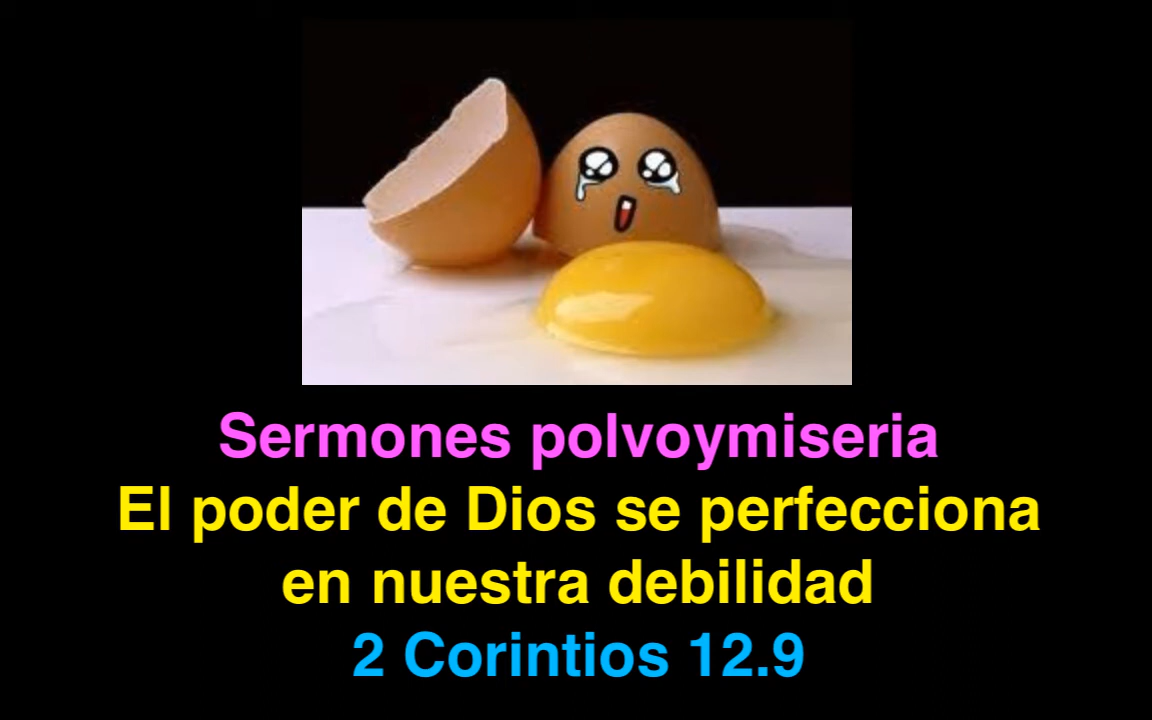 Sermones polvoymiseria
El poder de Dios se perfecciona
en nuestra debilidad
2 Corintios 12.9